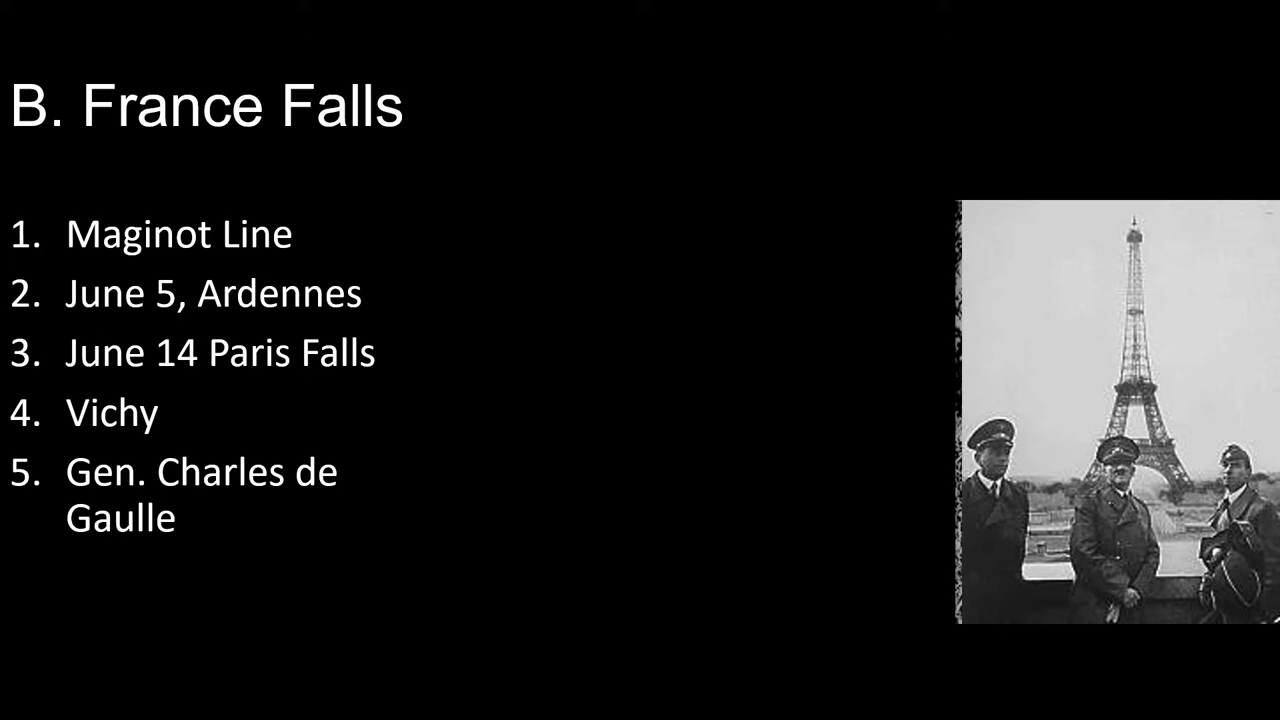 B. France Falls
1. Maginot Line
2. June 5, Ardennes
3. June 14 Paris Falls
4. Vichy
5. Gen. Charles de
Gaulle